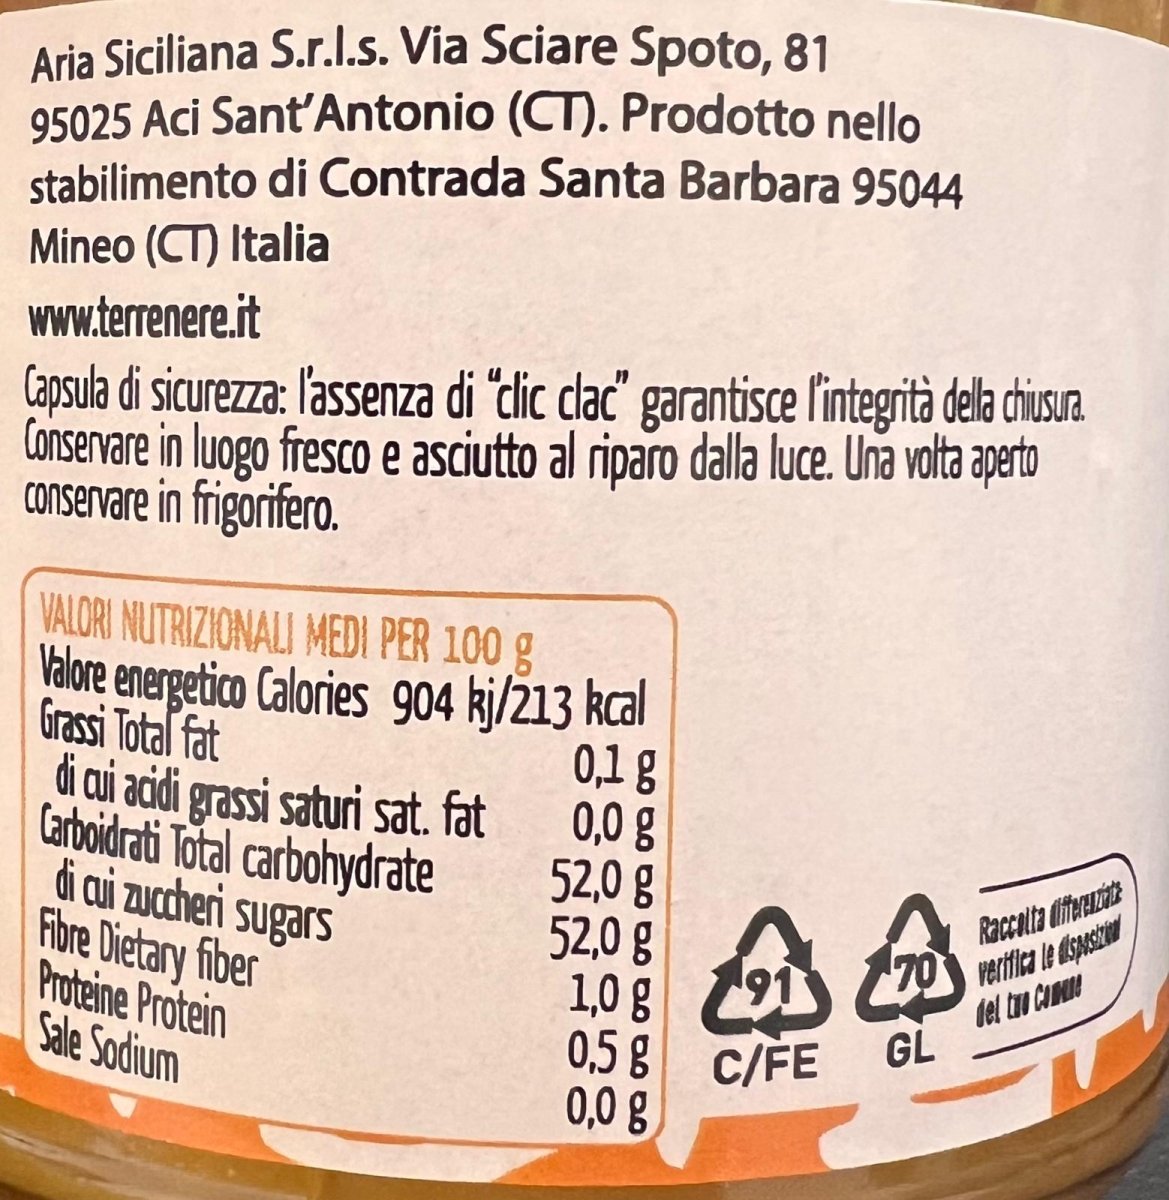 Aria Siciliana S.r.l.s. Via Sciare Spoto, 81
95025 Aci Sant'Antonio (CT). Prodotto nello
stabilimento di Contrada Santa Barbara 95044
Mineo (CT) Italia
www.terrenere.it
Capsula di sicurezza: l'assenza di "clic clac" garantisce l'integrità della chiusura.
Conservare in luogo fresco e asciutto al riparo dalla luce. Una volta aperto
conservare in frigorifero.
VALORI NUTRIZIONALI MEDI PER 100 g
Valore energetico Calories 904 kj/213 kcal
Grassi Total fat 0,1 g
di cui acidi grassi saturi sat. fat 0,0 g
Carboidrati Total carbohydrate 52,0 g
di cui zuccheri sugars 52,0 g
Fibre Dietary fiber 1,0 g
Proteine Protein 0,5 g
Sale Sodium 0,0 g
91
C/FE
70
GL
Raccolta differenziata
verifica le disposizioni
del tuo Comune